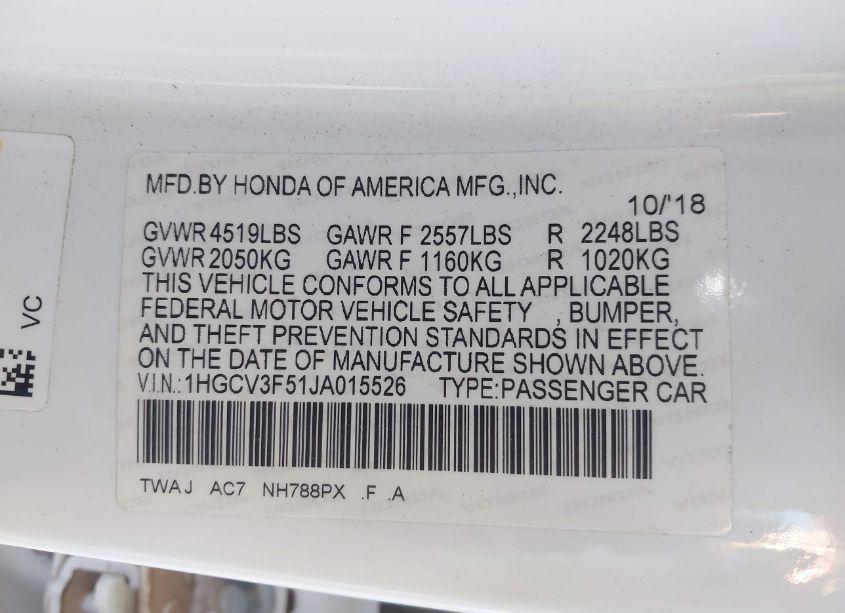 MFD.BY HONDA OF AMERICA MFG.,INC.
10/'18
GVWR 4519LBS GAWR F 2557LBS R 2248LBS
GVWR 2050KG GAWR F 1160KG R 1020KG
THIS VEHICLE CONFORMS TO ALL APPLICABLE
FEDERAL MOTOR VEHICLE SAFETY , BUMPER,
AND THEFT PREVENTION STANDARDS IN EFFECT
ON THE DATE OF MANUFACTURE SHOWN ABOVE.
V.I.N.:1HGCV3F51JA015526 TYPE:PASSENGER CAR
TWAJ AC7 NH788PX .F .A
VC